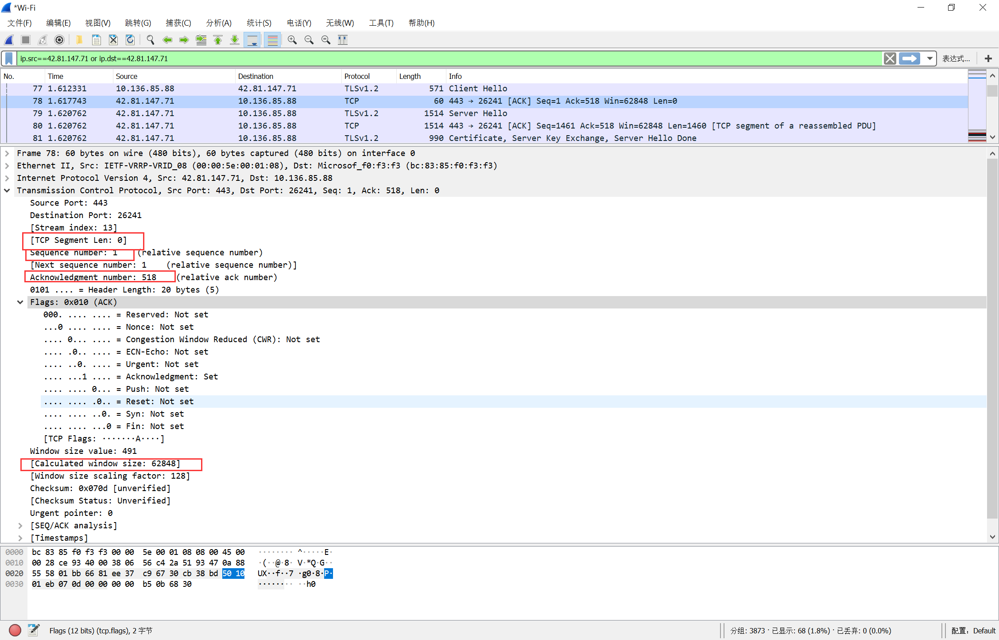 *Wi-Fi
文件(F) 编辑(E) 视图(V) 跳转(G) 捕获(C) 分析(A) 统计(S) 电话(Y) 无线(W) 工具(T) 帮助(H)
ip.src==42.81.147.71 or ip.dst==42.81.147.71 表达式… +
No. Time Source Destination Protocol Length Info
77 1.612331 10.136.85.88 42.81.147.71 TLSv1.2 571 Client Hello
78 1.617743 42.81.147.71 10.136.85.88 TCP 60 443 → 26241 [ACK] Seq=1 Ack=518 Win=62848 Len=0
79 1.620762 42.81.147.71 10.136.85.88 TLSv1.2 1514 Server Hello
80 1.620762 42.81.147.71 10.136.85.88 TCP 1514 443 → 26241 [ACK] Seq=1461 Ack=518 Win=62848 Len=1460 [TCP segment of a reassembled PDU]
81 1.620762 42.81.147.71 10.136.85.88 TLSv1.2 990 Certificate, Server Key Exchange, Server Hello Done
Frame 78: 60 bytes on wire (480 bits), 60 bytes captured (480 bits) on interface 0
Ethernet II, Src: IETF-VRRP-VRID_08 (00:00:5e:00:01:08), Dst: Microsof_f0:f3:f3 (bc:83:85:f0:f3:f3)
Internet Protocol Version 4, Src: 42.81.147.71, Dst: 10.136.85.88
Transmission Control Protocol, Src Port: 443, Dst Port: 26241, Seq: 1, Ack: 518, Len: 0
Source Port: 443
Destination Port: 26241
[Stream index: 13]
[TCP Segment Len: 0]
Sequence number: 1 (relative sequence number)
[Next sequence number: 1 (relative sequence number)]
Acknowledgment number: 518 (relative ack number)
0101 .... = Header Length: 20 bytes (5)
Flags: 0x010 (ACK)
000. .... .... = Reserved: Not set
...0 .... .... = Nonce: Not set
.... 0... .... = Congestion Window Reduced (CWR): Not set
.... .0.. .... = ECN-Echo: Not set
.... ..0. .... = Urgent: Not set
.... ...1 .... = Acknowledgment: Set
.... .... 0... = Push: Not set
.... .... .0.. = Reset: Not set
.... .... ..0. = Syn: Not set
.... .... ...0 = Fin: Not set
[TCP Flags: ·······A····]
Window size value: 491
[Calculated window size: 62848]
[Window size scaling factor: 128]
Checksum: 0x070d [unverified]
[Checksum Status: Unverified]
Urgent pointer: 0
[SEQ/ACK analysis]
[Timestamps]
0000 bc 83 85 f0 f3 f3 00 00 5e 00 01 08 08 00 45 00 ········ ^·····E·
0010 00 28 ce 93 40 00 38 06 56 c4 2a 51 93 47 0a 88 ·(··@·8· V·*Q·G··
0020 55 58 01 bb 66 81 ee 37 c9 67 30 cb 38 bd 50 10 UX··f··7 ·g0·8·P·
0030 01 eb 07 0d 00 00 00 00 b5 0b 68 30 ········ ··h0
Flags (12 bits) (tcp.flags), 2 字节 分组: 3873 · 已显示: 68 (1.8%) · 已丢弃: 0 (0.0%) 配置: Default